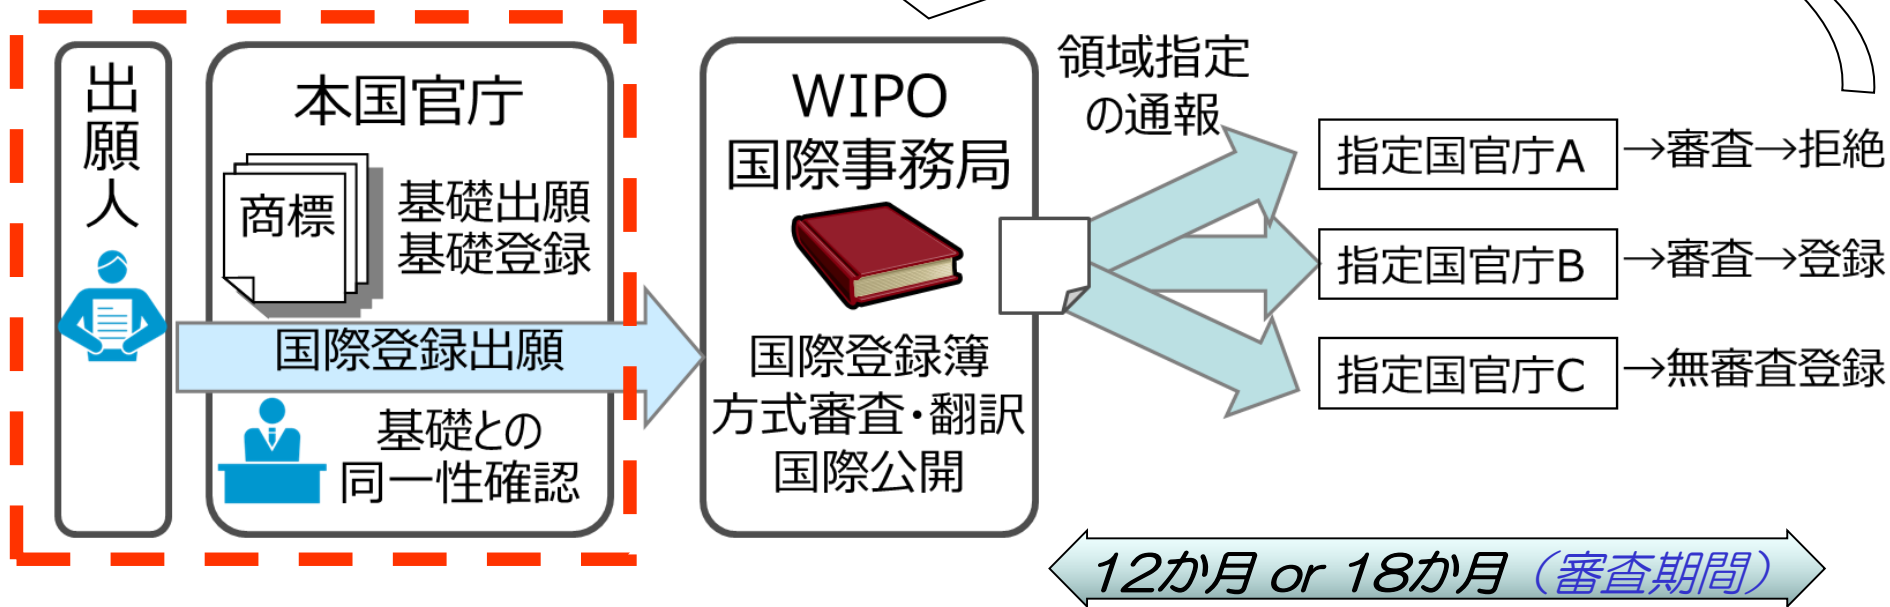 出願人
本国官庁
商標
基礎出願
基礎登録
国際登録出願
基礎との
同一性確認
WIPO
国際事務局
国際登録簿
方式審査・翻訳
国際公開
領域指定
の通報
指定国官庁A
→審査→拒絶
指定国官庁B
→審査→登録
指定国官庁C
→無審査登録
12か月 or 18か月（審査期間）